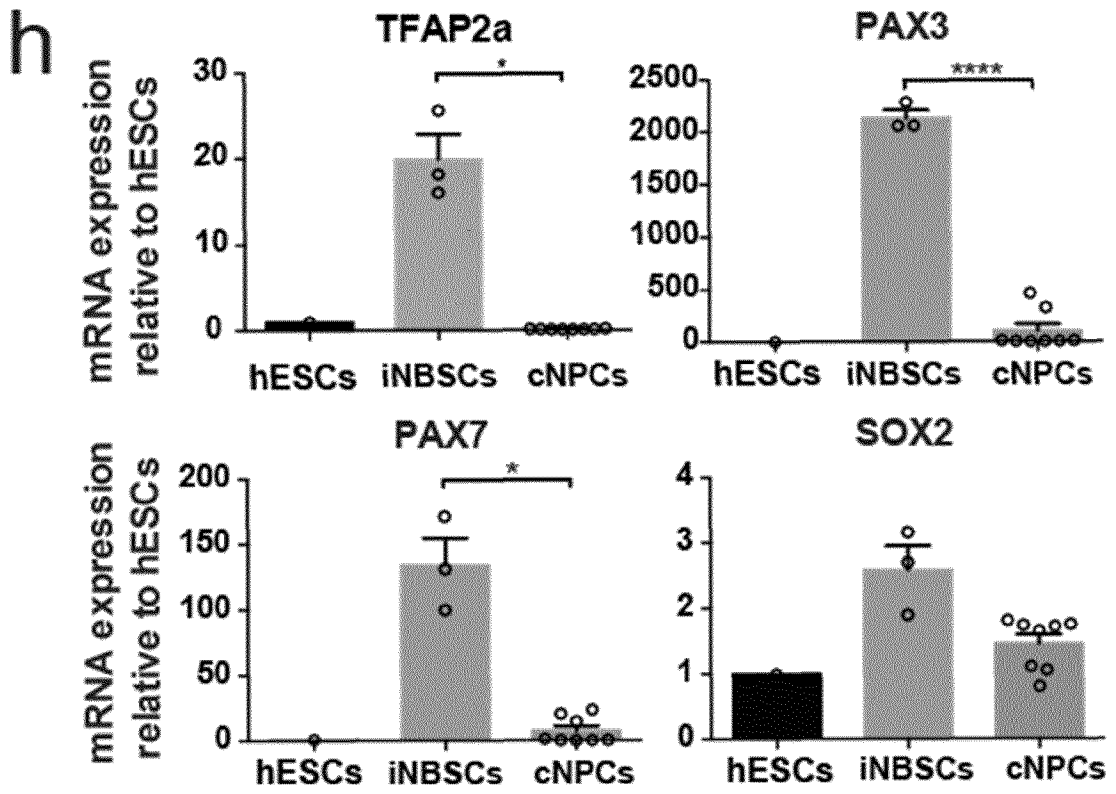 h
TFAP2a
PAX3
mRNA expression
relative to hESCs
30
20
10
0
*
hESCs iNBSCs cNPCs
2500
2000
1500
1000
500
0
****
hESCs iNBSCs cNPCs
PAX7
SOX2
mRNA expression
relative to hESCs
200
150
100
50
0
*
hESCs iNBSCs cNPCs
4
3
2
1
0
hESCs iNBSCs cNPCs